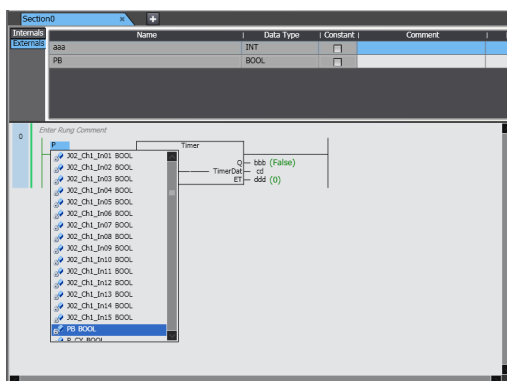 Section0 × +
Internals
Externals
Name Data Type Constant Comment
aaa INT
PB BOOL
0
Enter Rung Comment
P
Timer
Q bbb (False)
TimerDat cd
ET ddd (0)
J02_Ch1_In01 BOOL
J02_Ch1_In02 BOOL
J02_Ch1_In03 BOOL
J02_Ch1_In04 BOOL
J02_Ch1_In05 BOOL
J02_Ch1_In06 BOOL
J02_Ch1_In07 BOOL
J02_Ch1_In08 BOOL
J02_Ch1_In09 BOOL
J02_Ch1_In10 BOOL
J02_Ch1_In11 BOOL
J02_Ch1_In12 BOOL
J02_Ch1_In13 BOOL
J02_Ch1_In14 BOOL
J02_Ch1_In15 BOOL
PB BOOL
P_CY BOOL